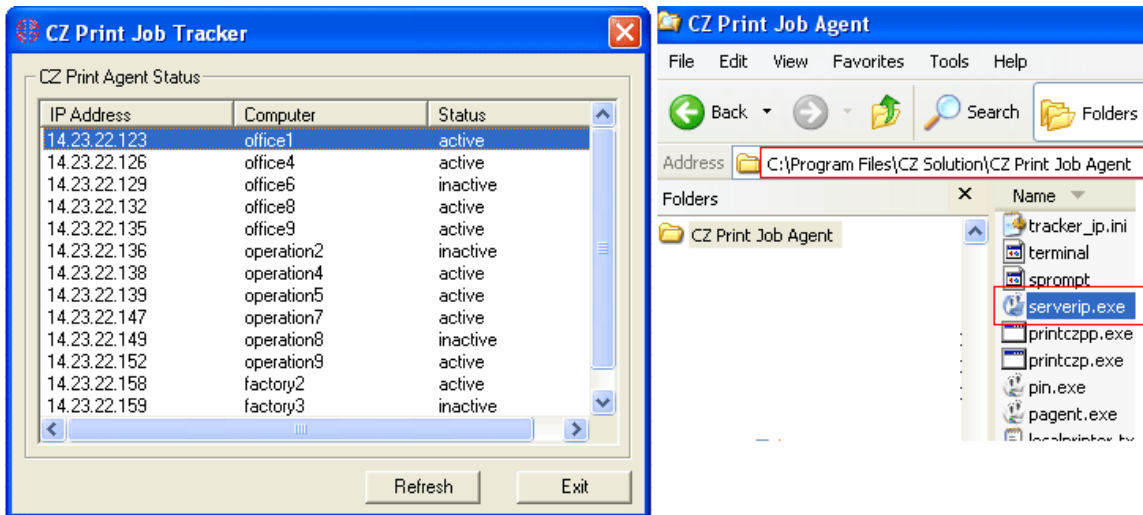 CZ Print Job Tracker
CZ Print Agent Status
IP Address Computer Status
14.23.22.123 office1 active
14.23.22.126 office4 active
14.23.22.129 office6 inactive
14.23.22.132 office8 active
14.23.22.135 office9 active
14.23.22.136 operation2 inactive
14.23.22.138 operation4 active
14.23.22.139 operation5 active
14.23.22.147 operation7 active
14.23.22.149 operation8 inactive
14.23.22.152 operation9 active
14.23.22.158 factory2 active
14.23.22.159 factory3 inactive
Refresh Exit
CZ Print Job Agent
File Edit View Favorites Tools Help
Back Search Folders
Address C:\Program Files\CZ Solution\CZ Print Job Agent
Folders
CZ Print Job Agent
Name
tracker_ip.ini
terminal
sprompt
serverip.exe
printczpp.exe
printczp.exe
pin.exe
pagent.exe